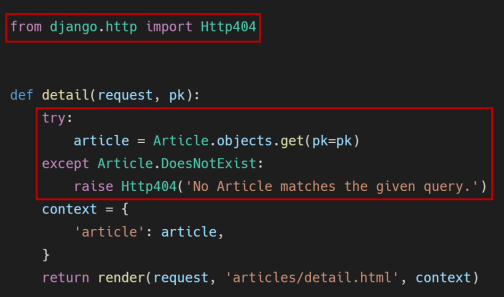 from django.http import Http404
def detail(request, pk):
    try:
        article = Article.objects.get(pk=pk)
    except Article.DoesNotExist:
        raise Http404('No Article matches the given query.')
    context = {
        'article': article,
    }
    return render(request, 'articles/detail.html', context)